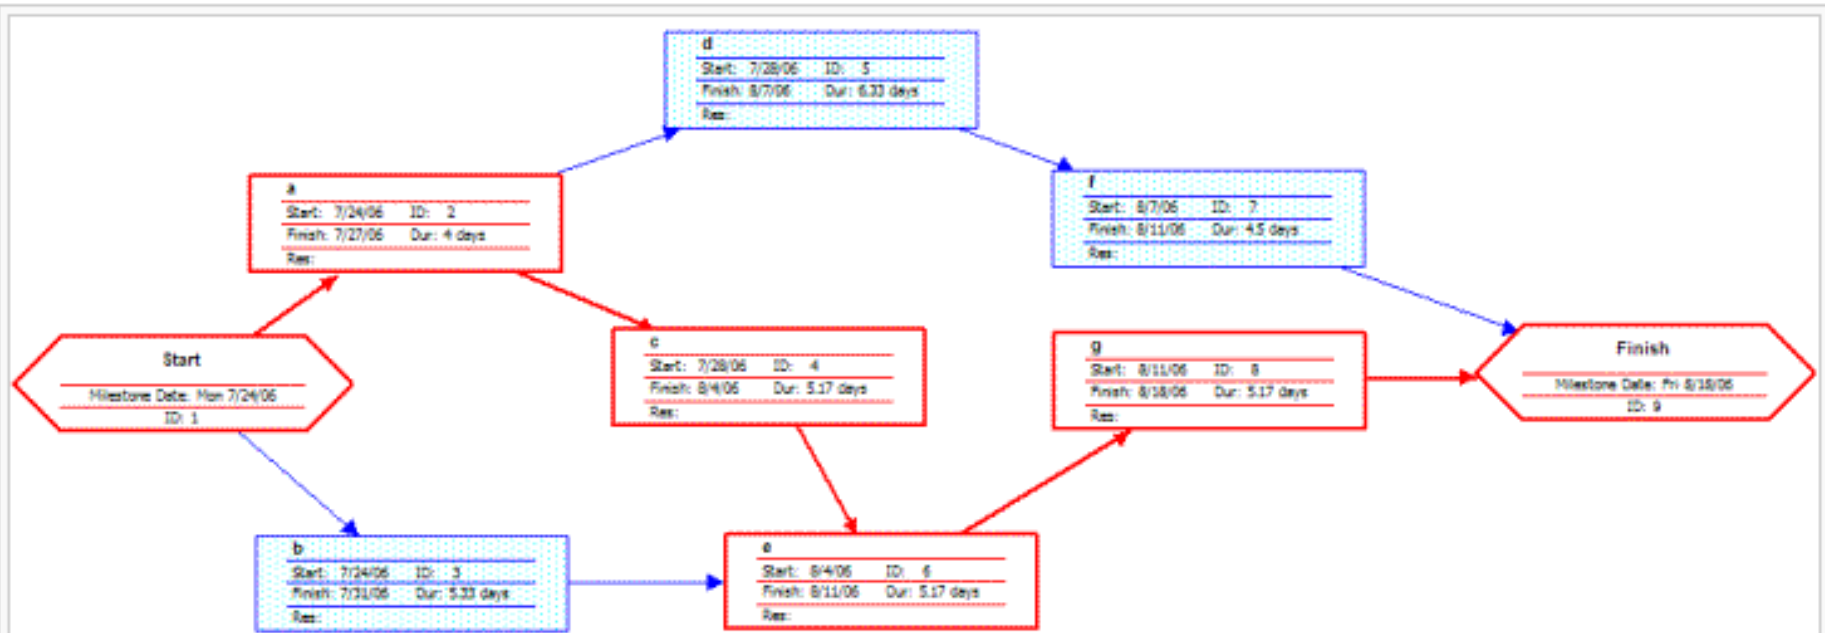 d
Start: 7/28/06 ID: 5
Finish: 8/7/06 Dur: 6.33 days
Res:
a
Start: 7/24/06 ID: 2
Finish: 7/27/06 Dur: 4 days
Res:
f
Start: 8/7/06 ID: 7
Finish: 8/11/06 Dur: 4.5 days
Res:
Start
Milestone Date: Mon 7/24/06
ID: 1
c
Start: 7/28/06 ID: 4
Finish: 8/4/06 Dur: 5.17 days
Res:
g
Start: 8/11/06 ID: 8
Finish: 8/18/06 Dur: 5.17 days
Res:
Finish
Milestone Date: Fri 8/18/06
ID: 9
b
Start: 7/24/06 ID: 3
Finish: 7/31/06 Dur: 5.33 days
Res:
e
Start: 8/4/06 ID: 6
Finish: 8/11/06 Dur: 5.17 days
Res: